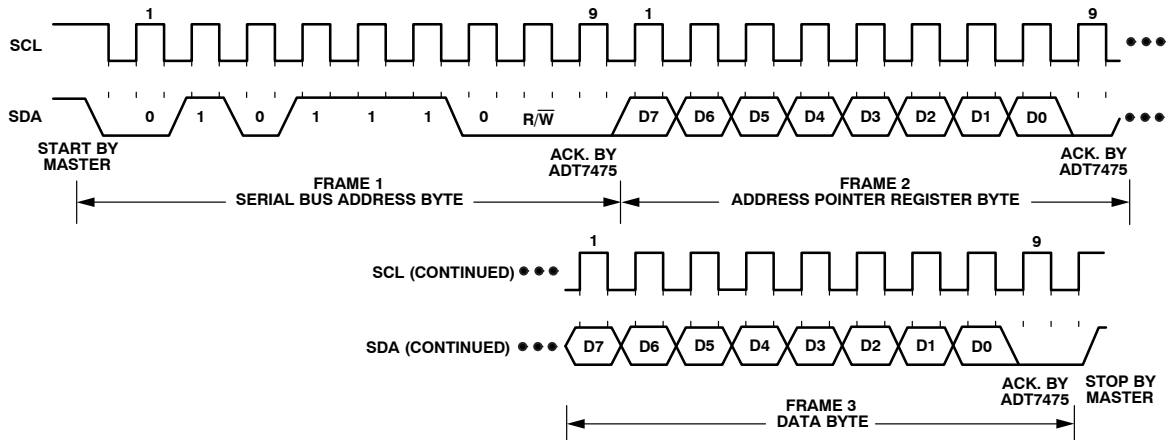 1 9 1 9
SCL
SDA 0 1 0 1 1 1 0 R/W̅ D7 D6 D5 D4 D3 D2 D1 D0
START BY
MASTER
ACK. BY
ADT7475
ACK. BY
ADT7475
FRAME 1
SERIAL BUS ADDRESS BYTE
FRAME 2
ADDRESS POINTER REGISTER BYTE
1 9
SCL (CONTINUED)
SDA (CONTINUED) D7 D6 D5 D4 D3 D2 D1 D0
ACK. BY
ADT7475
STOP BY
MASTER
FRAME 3
DATA BYTE